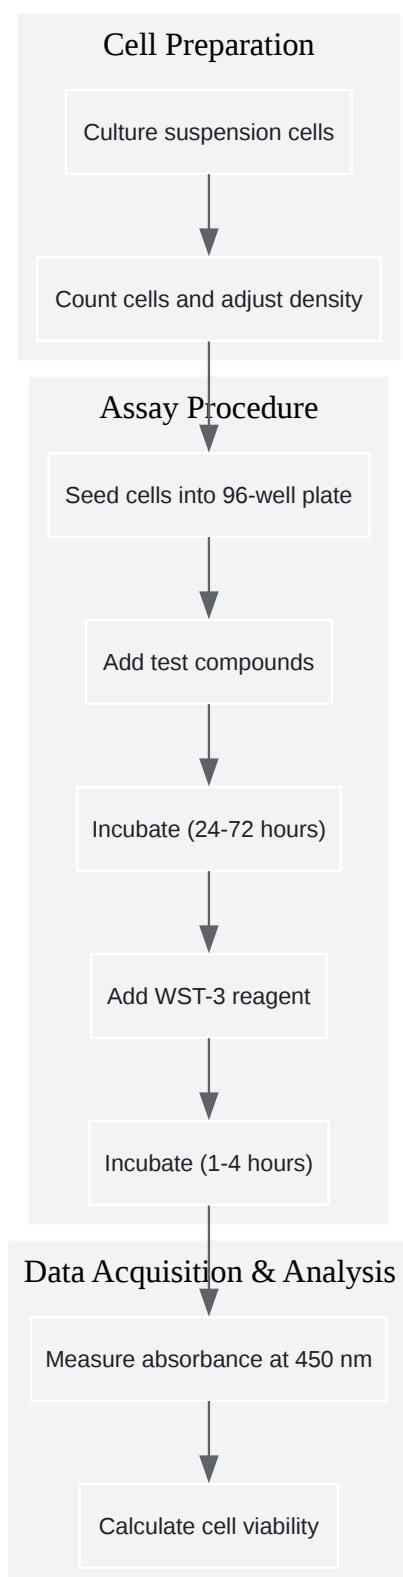 Cell Preparation
Culture suspension cells
Count cells and adjust density
Assay Procedure
Seed cells into 96-well plate
Add test compounds
Incubate (24-72 hours)
Add WST-3 reagent
Incubate (1-4 hours)
Data Acquisition & Analysis
Measure absorbance at 450 nm
Calculate cell viability